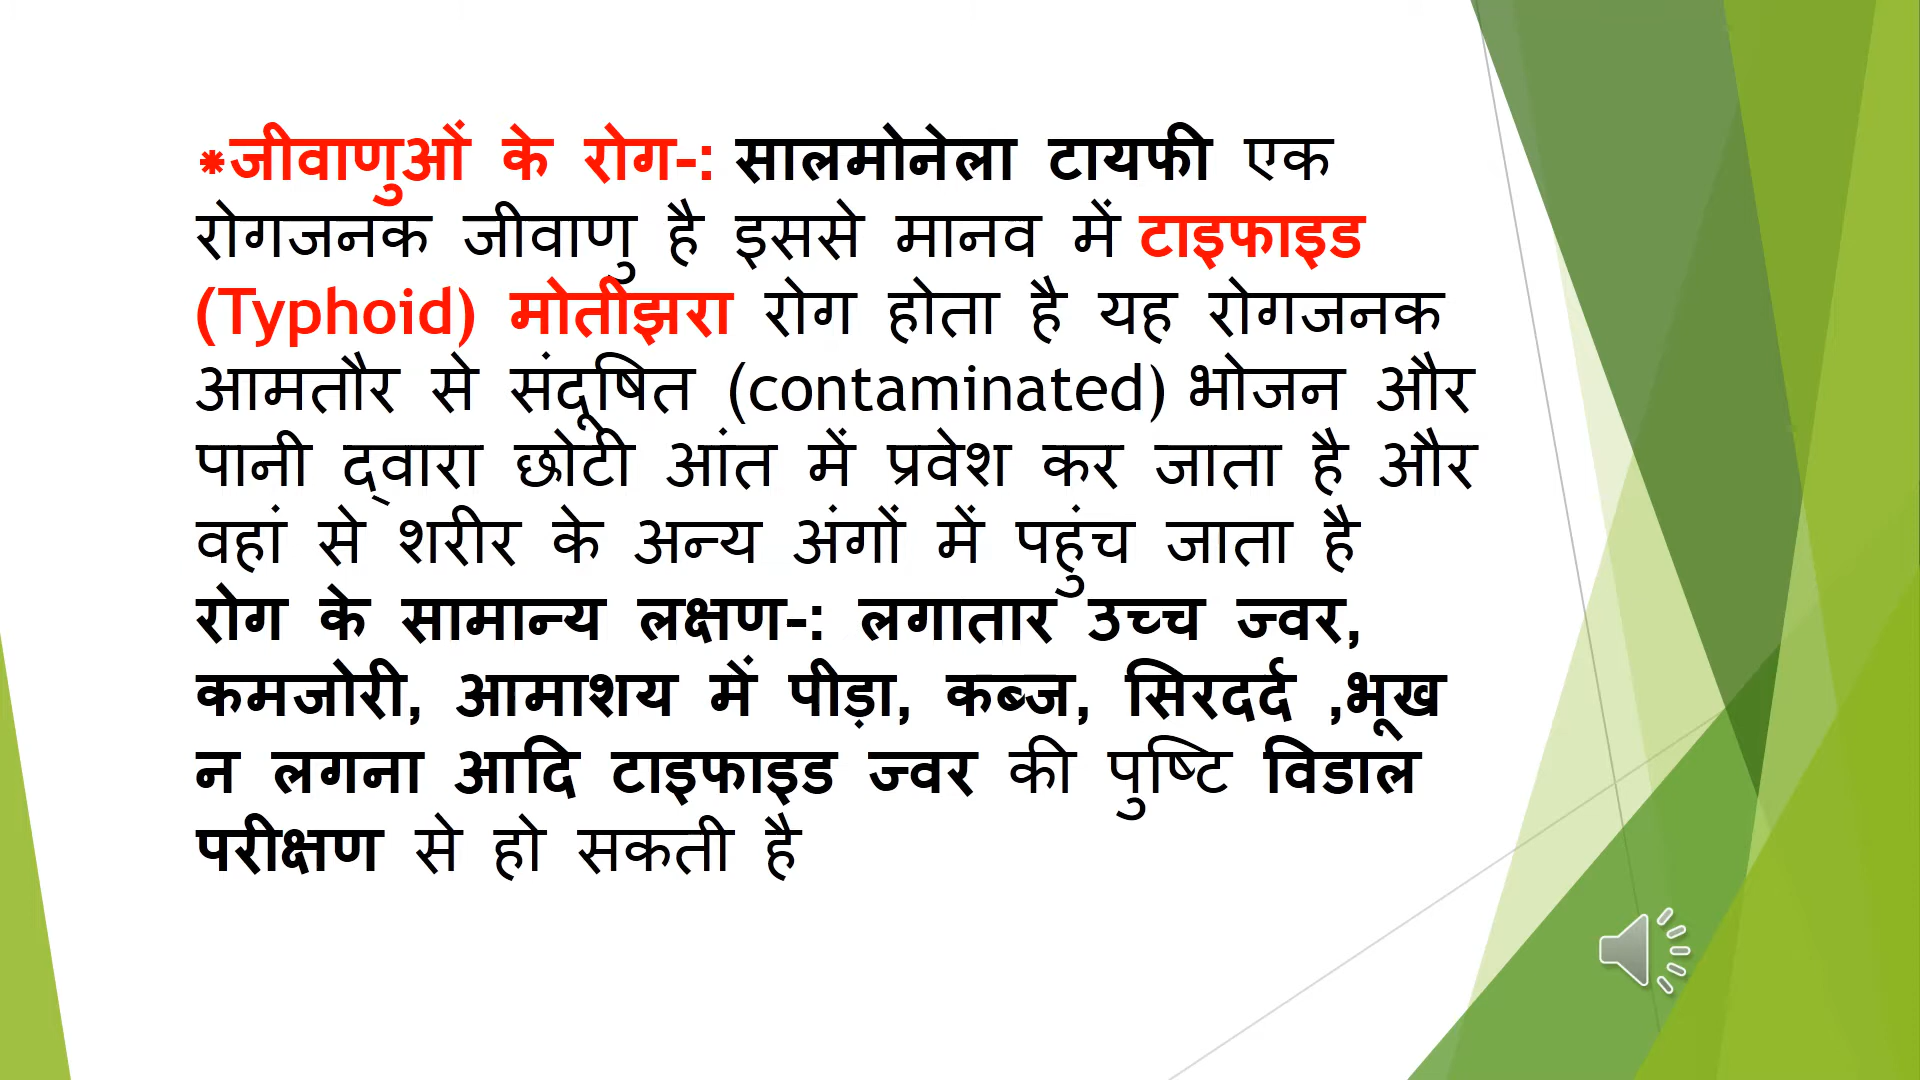 *जीवाणुओं के रोग-: सालमोनेला टायफी एक
रोगजनक जीवाणु है इससे मानव में टाइफाइड
(Typhoid) मोतीझरा रोग होता है यह रोगजनक
आमतौर से संदूषित (contaminated) भोजन और
पानी द्वारा छोटी आंत में प्रवेश कर जाता है और
वहां से शरीर के अन्य अंगों में पहुंच जाता है
रोग के सामान्य लक्षण-: लगातार उच्च ज्वर,
कमजोरी, आमाशय में पीड़ा, कब्ज, सिरदर्द ,भूख
न लगना आदि टाइफाइड ज्वर की पुष्टि विडाल
परीक्षण से हो सकती है